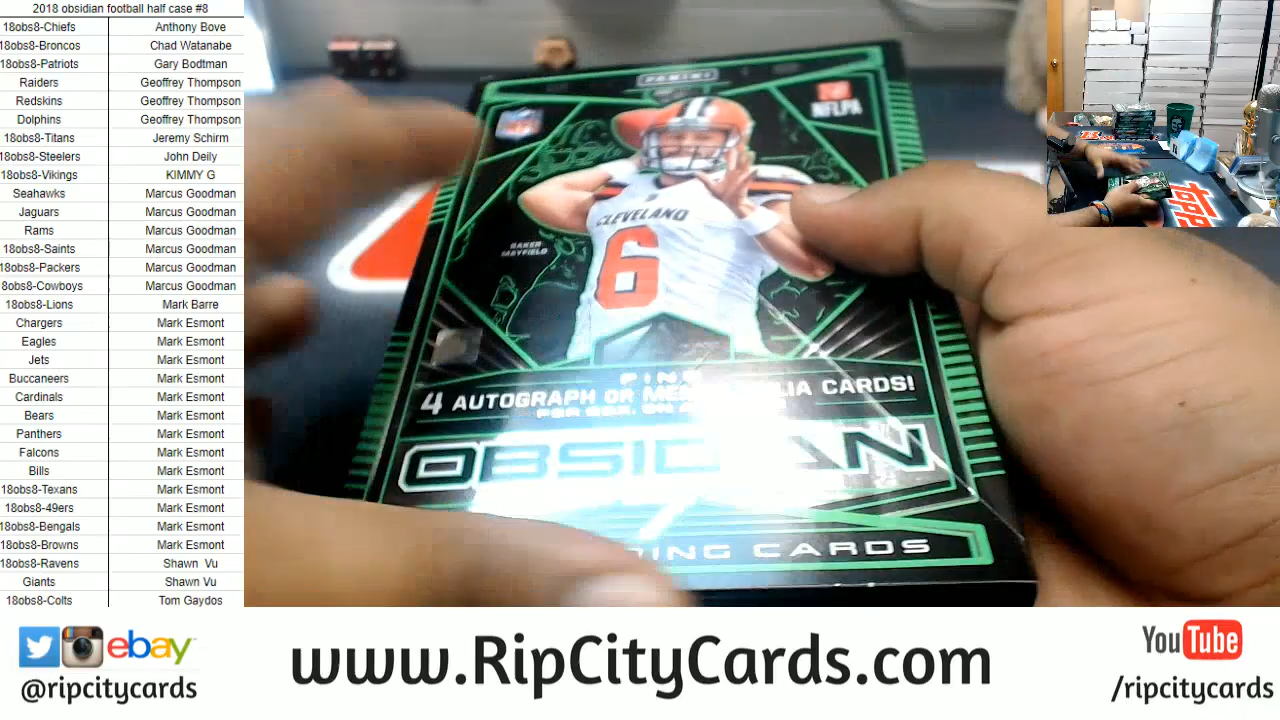 2018 obsidian football half case #8
18obs8-Chiefs Anthony Bove
18obs8-Broncos Chad Watanabe
18obs8-Patriots Gary Bodtman
Raiders Geoffrey Thompson
Redskins Geoffrey Thompson
Dolphins Geoffrey Thompson
18obs8-Titans Jeremy Schirm
18obs8-Steelers John Deily
18obs8-Vikings KIMMY G
Seahawks Marcus Goodman
Jaguars Marcus Goodman
Rams Marcus Goodman
18obs8-Saints Marcus Goodman
18obs8-Packers Marcus Goodman
8obs8-Cowboys Marcus Goodman
18obs8-Lions Mark Barre
Chargers Mark Esmont
Eagles Mark Esmont
Jets Mark Esmont
Buccaneers Mark Esmont
Cardinals Mark Esmont
Bears Mark Esmont
Panthers Mark Esmont
Falcons Mark Esmont
Bills Mark Esmont
18obs8-Texans Mark Esmont
18obs8-49ers Mark Esmont
18obs8-Bengals Mark Esmont
18obs8-Browns Mark Esmont
18obs8-Ravens Shawn Vu
Giants Shawn Vu
18obs8-Colts Tom Gaydos
PANINI
NFL
NFLPA
CLEVELAND
6
BAKER
MAYFIELD
FIND
4 AUTOGRAPH OR CARDS!
CARDS
topps
ebay
@ripcitycards
www.RipCityCards.com
YouTube
/ripcitycards